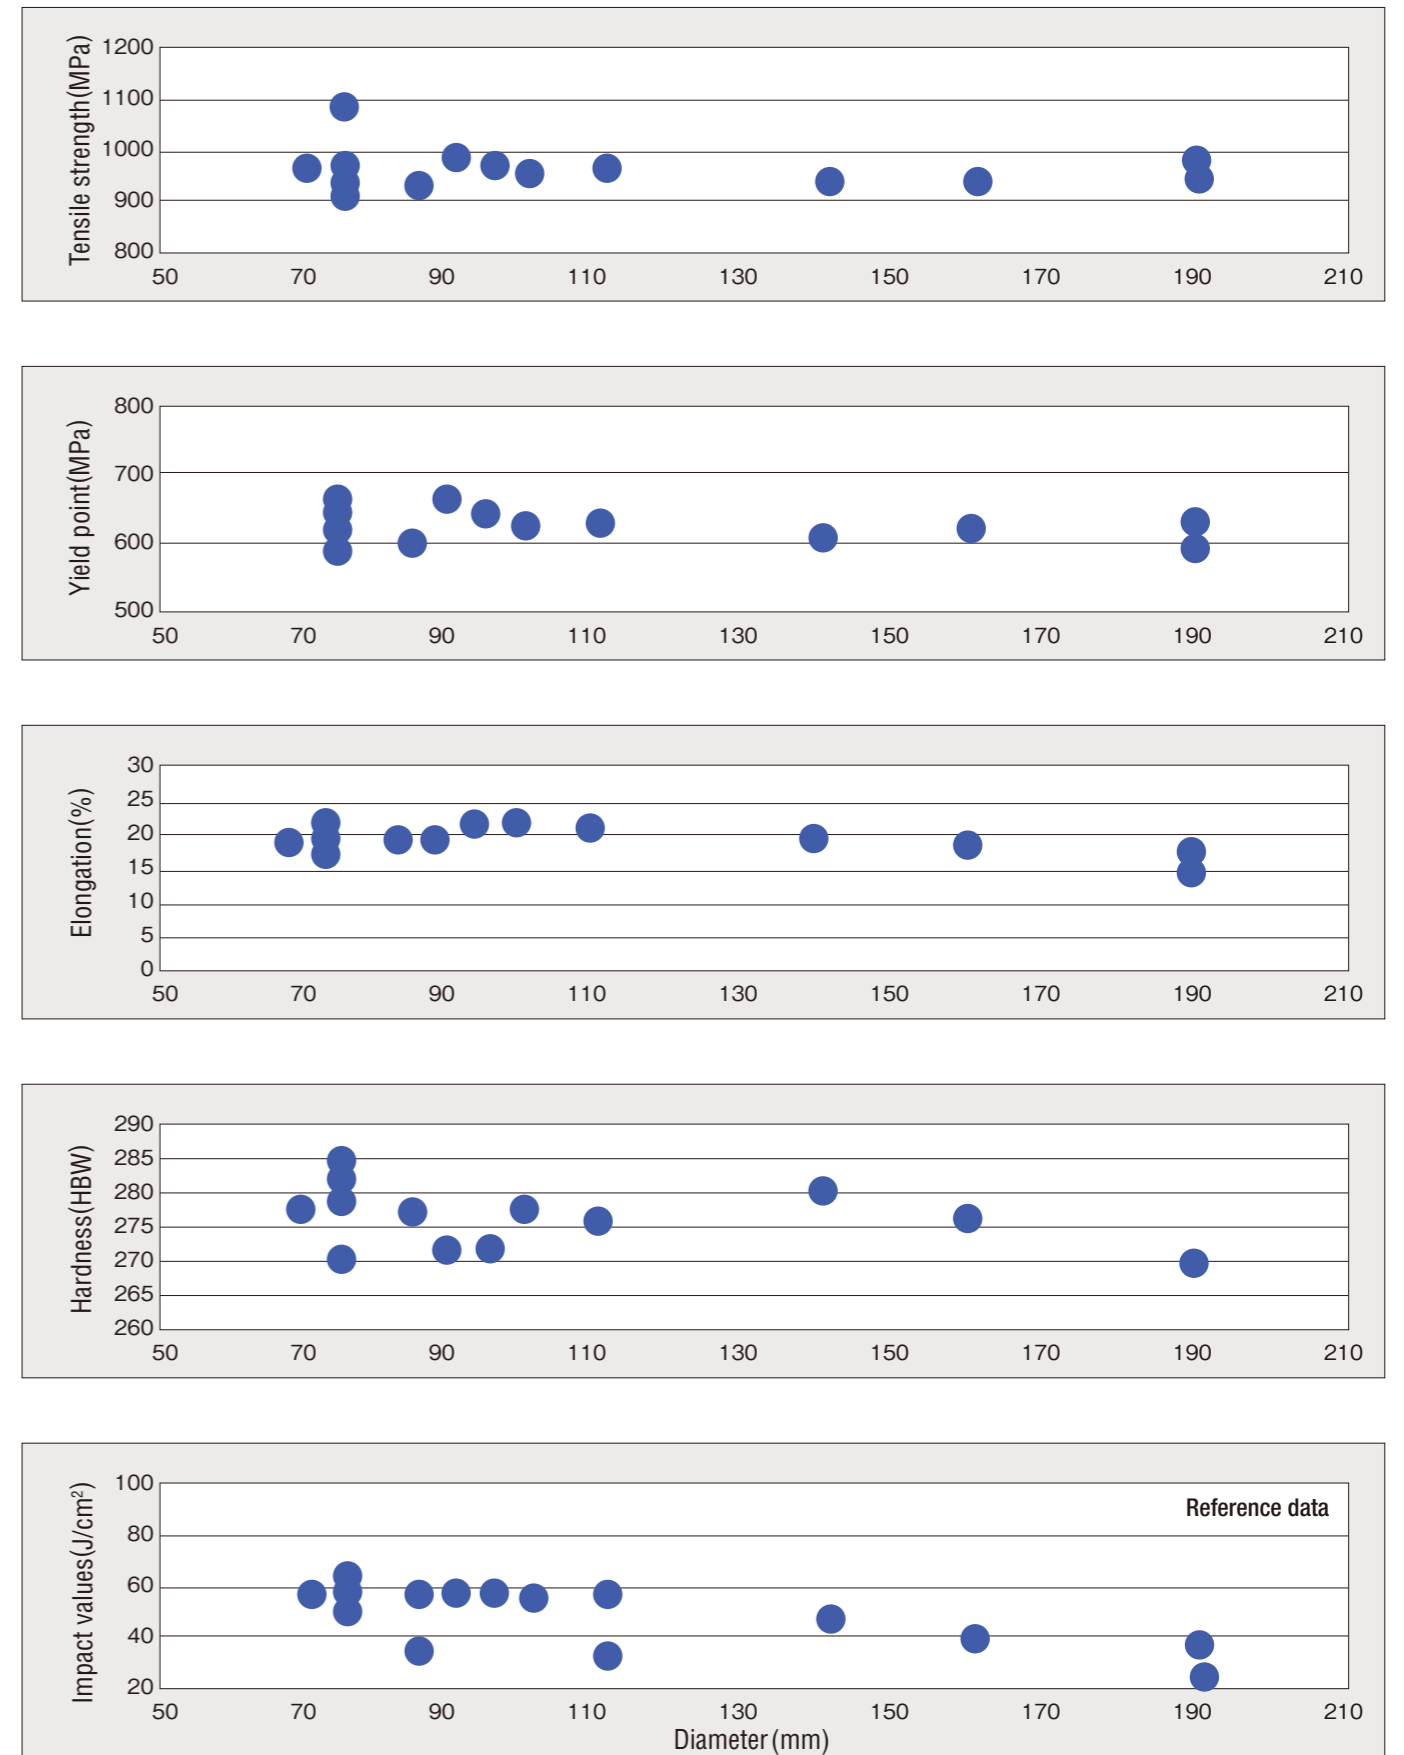 Tensile strength(MPa)
1200
1100
1000
900
800
50 70 90 110 130 150 170 190 210
Yield point(MPa)
800
700
600
500
50 70 90 110 130 150 170 190 210
Elongation(%)
30
25
20
15
10
5
0
50 70 90 110 130 150 170 190 210
Hardness(HBW)
290
285
280
275
270
265
260
50 70 90 110 130 150 170 190 210
Impact values(J/cm²)
100
80
60
40
20
Reference data
50 70 90 110 130 150 170 190 210
Diameter(mm)